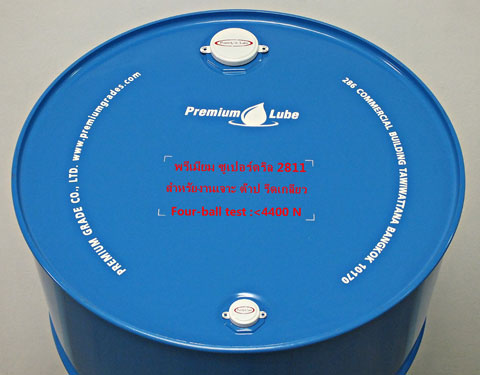 Premium Lube
พรีเมียม ซุเปอร์ดริล 2811
สำหรับงานเจาะ ต๊าป รีดเกลียว
Four-ball test :<4400 N
PREMIUM GRADE CO., LTD. www.premiumgrades.com
286 COMMERCIAL BUILDING TAWIWATTANA BANGKOK 10170